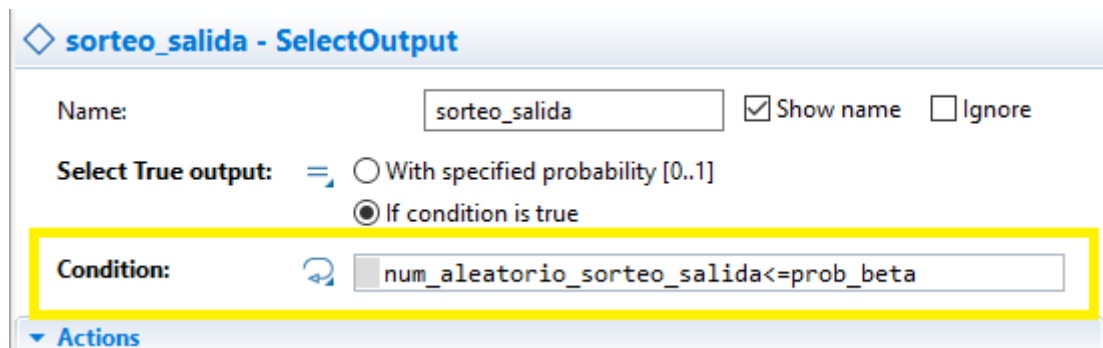 sorteo_salida - SelectOutput
Name: sorteo_salida Show name Ignore
Select True output: = With specified probability [0..1]
If condition is true
Condition: num_aleatorio_sorteo_salida<=prob_beta
Actions